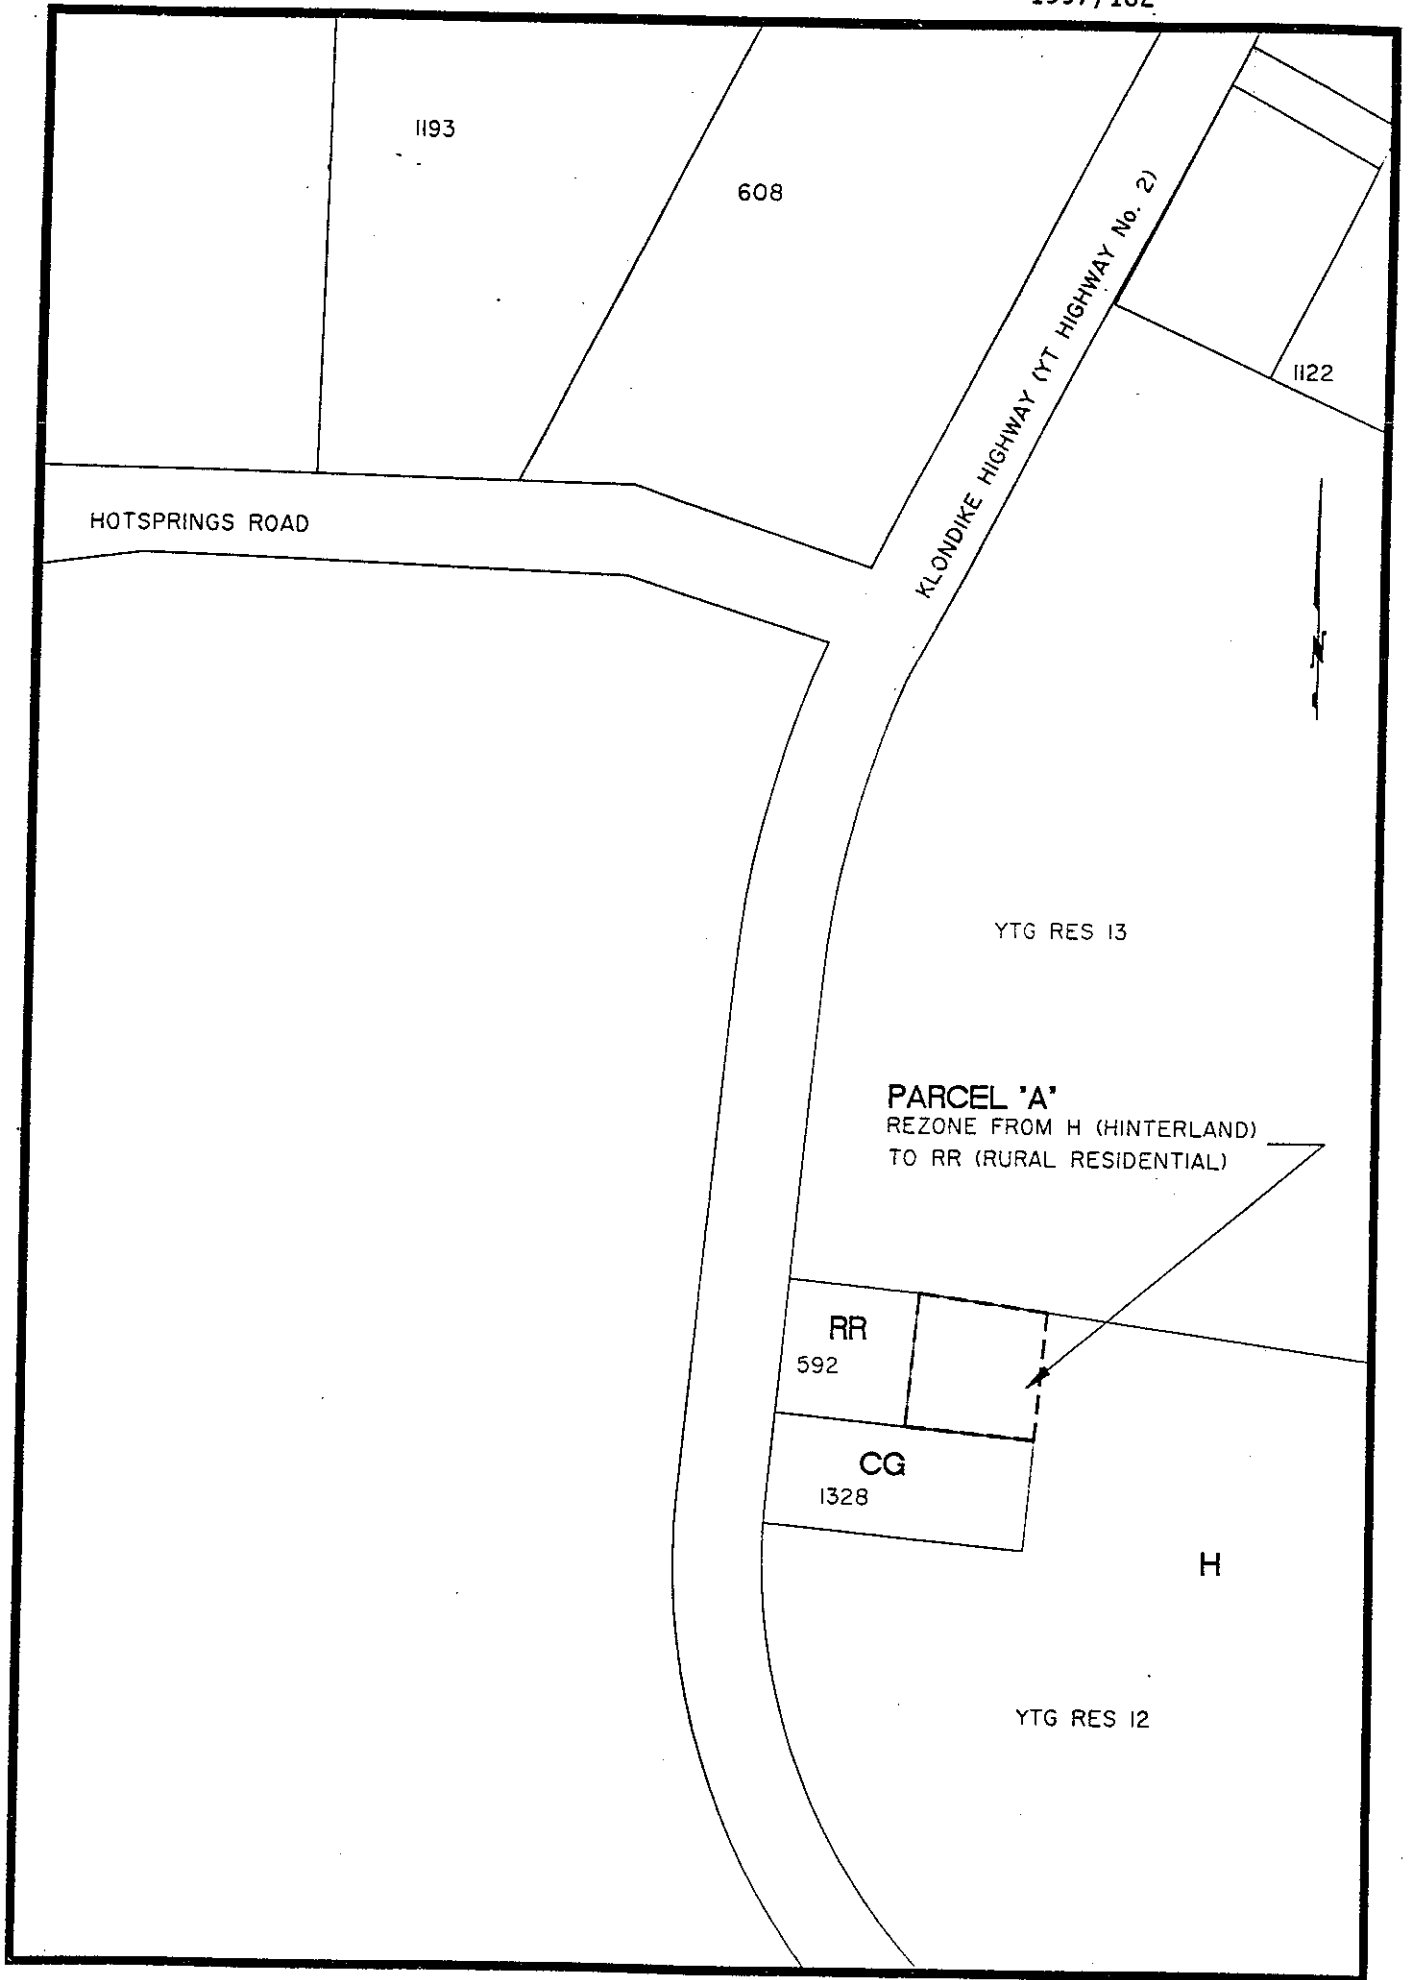 1193
608
KLONDIKE HIGHWAY (YT HIGHWAY No. 2)
1122
HOTSPRINGS ROAD
N
YTG RES 13
PARCEL 'A'
REZONE FROM H (HINTERLAND)
TO RR (RURAL RESIDENTIAL)
RR
592
CG
1328
H
YTG RES 12